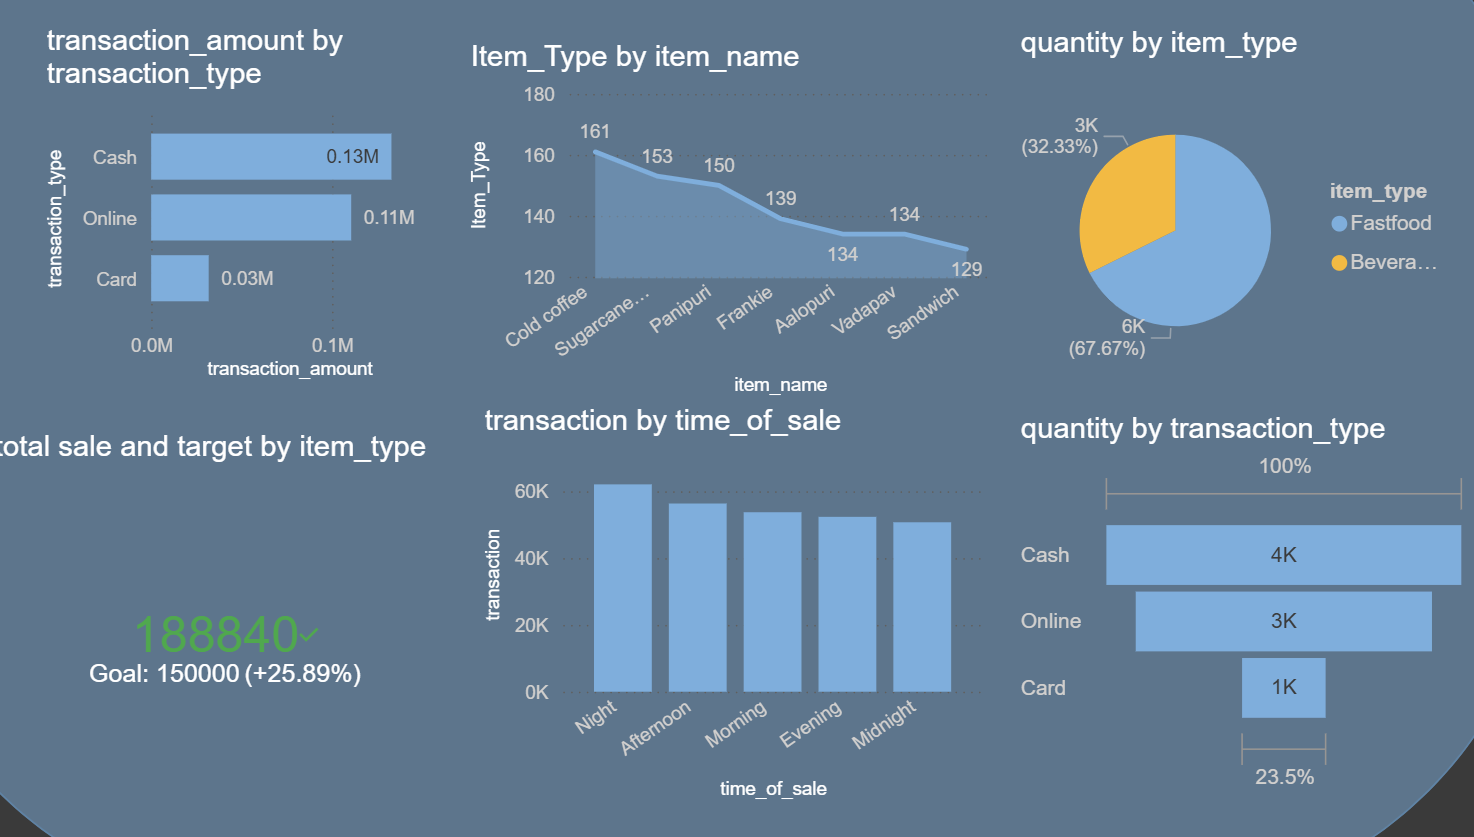 transaction_amount by
transaction_type
transaction_type
Cash
0.13M
Online
0.11M
Card
0.03M
0.0M
0.1M
transaction_amount
Item_Type by item_name
Item_Type
180
160
140
120
161
153
150
139
134
134
129
Cold coffee
Sugarcane…
Panipuri
Frankie
Aalopuri
Vadapav
Sandwich
item_name
quantity by item_type
3K
(32.33%)
6K
(67.67%)
item_type
Fastfood
Bevera…
total sale and target by item_type
188840
Goal: 150000 (+25.89%)
transaction by time_of_sale
transaction
60K
40K
20K
0K
Night
Afternoon
Morning
Evening
Midnight
time_of_sale
quantity by transaction_type
100%
Cash
4K
Online
3K
Card
1K
23.5%